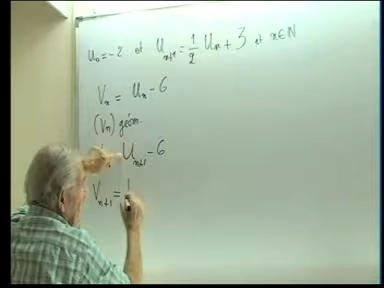 U₀ = -2 et Uₙ₊₁ = 1/2 Uₙ + 3 et n∈ℕ
Vₙ = Uₙ - 6
(Vₙ) géom.
Uₙ₊₁ - 6
Vₙ₊₁ = 1